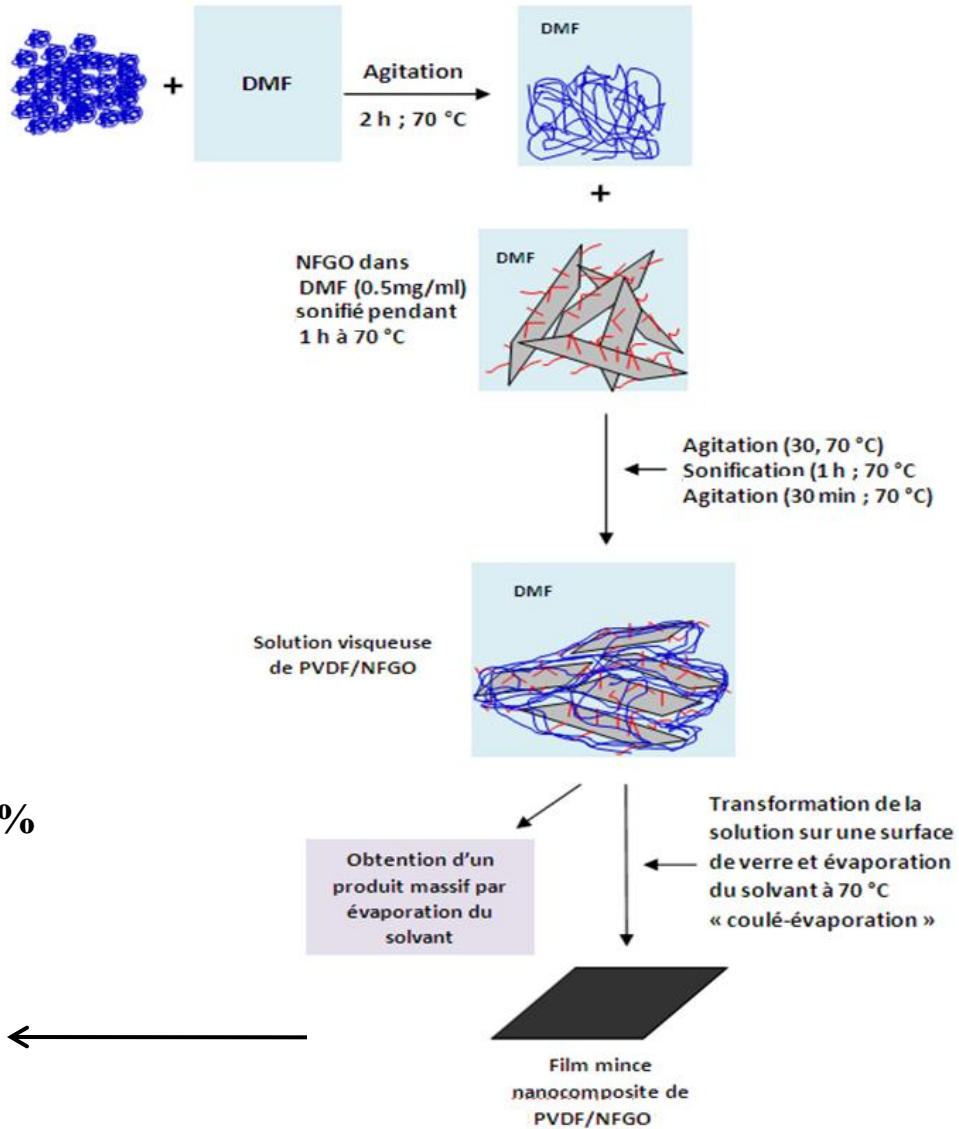 DMF
+
DMF
Agitation
2 h ; 70 °C
+
NFGO dans
DMF (0.5mg/ml)
sonifié pendant
1 h à 70 °C
DMF
Agitation (30, 70 °C)
Sonification (1 h ; 70 °C
Agitation (30 min ; 70 °C)
DMF
Solution visqueuse
de PVDF/NFGO
%
Transformation de la
solution sur une surface
de verre et évaporation
du solvant à 70 °C
« coulé-évaporation »
Obtention d'un
produit massif par
évaporation du
solvant
Film mince
nanocomposite de
PVDF/NFGO